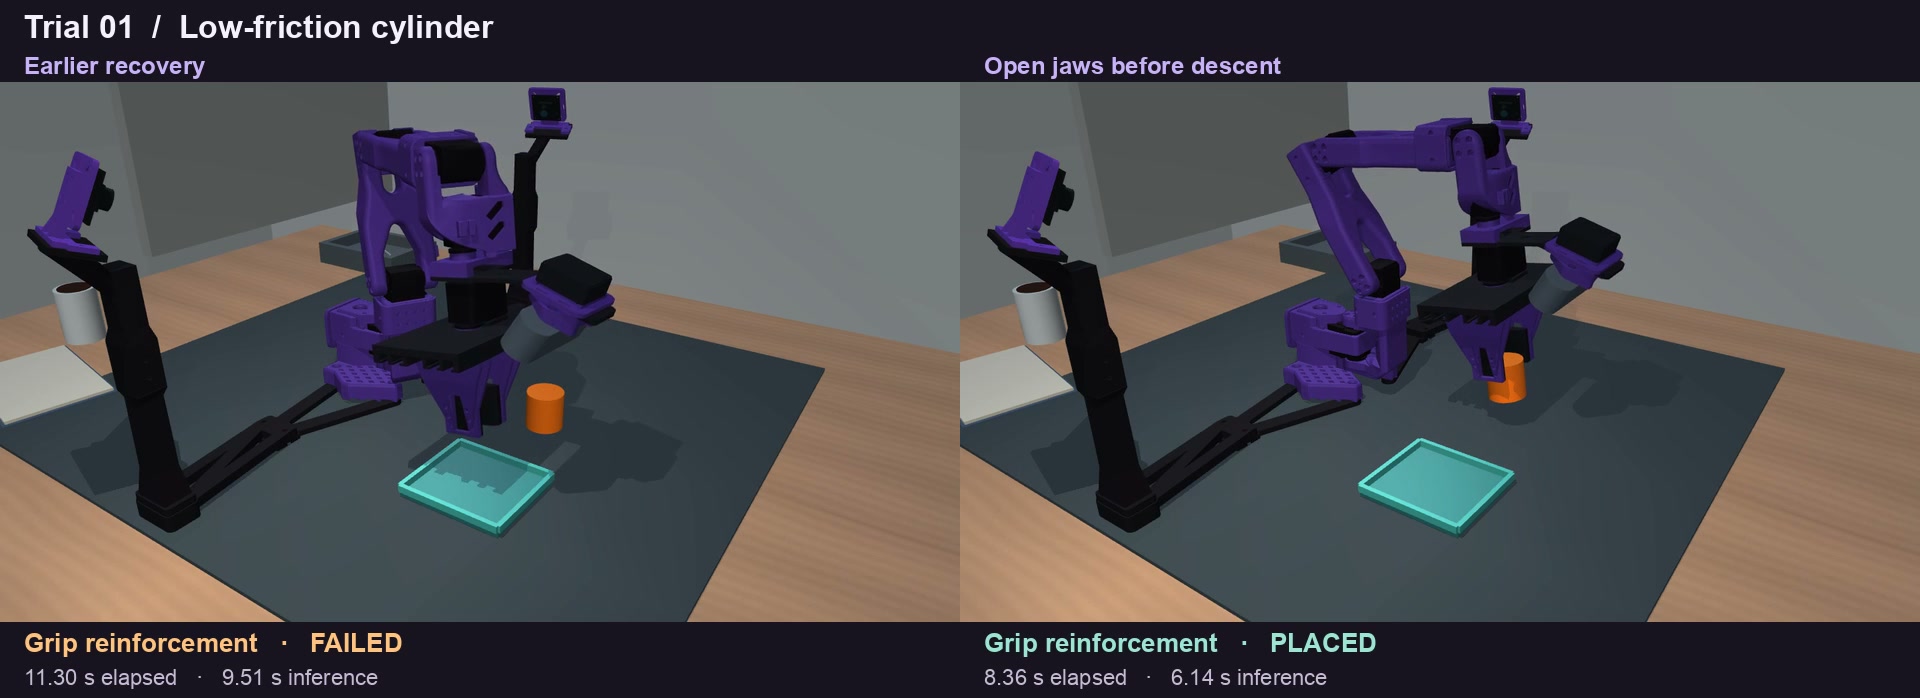 Trial 01 / Low-friction cylinder
Earlier recovery
Open jaws before descent
Grip reinforcement · FAILED
11.30 s elapsed · 9.51 s inference
Grip reinforcement · PLACED
8.36 s elapsed · 6.14 s inference